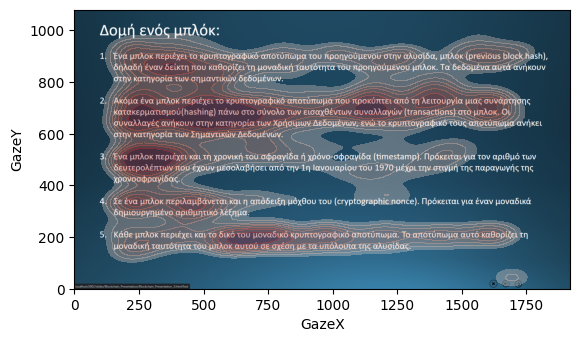 Δομή ενός μπλόκ:
1. Ένα μπλοκ περιέχει το κρυπτογραφικό αποτύπωμα του προηγούμενου στην αλυσίδα, μπλοκ (previous block hash),
δηλαδή έναν δείκτη που καθορίζει τη μοναδική ταυτότητα του προηγούμενου μπλοκ. Τα δεδομένα αυτά ανήκουν
στην κατηγορία των σημαντικών δεδομένων.
2. Ακόμα ένα μπλοκ περιέχει το κρυπτογραφικό αποτύπωμα που προκύπτει από τη λειτουργία μιας συνάρτησης
κατακερματισμού(hashing) πάνω στο σύνολο των εισαχθέντων συναλλαγών (transactions) στο μπλοκ. Οι
συναλλαγές ανήκουν στην κατηγορία των Χρήσιμων Δεδομένων, ενώ το κρυπτογραφικό τους αποτύπωμα ανήκει
στην κατηγορία των Σημαντικών Δεδομένων.
3. Ένα μπλοκ περιέχει και τη χρονική του σφραγίδα ή χρόνο-σφραγίδα (timestamp). Πρόκειται για τον αριθμό των
δευτερολέπτων που έχουν μεσολαβήσει από την 1η Ιανουαρίου του 1970 μέχρι την στιγμή της παραγωγής της
χρονοσφραγίδας.
4. Σε ένα μπλοκ περιλαμβάνεται και η απόδειξη μόχθου του (cryptographic nonce). Πρόκειται για έναν μοναδικά
δημιουργημένο αριθμητικό λέξημα.
5. Κάθε μπλοκ περιέχει και το δικό του μοναδικό κρυπτογραφικό αποτύπωμα. Το αποτύπωμα αυτό καθορίζει τη
μοναδική ταυτότητα του μπλοκ αυτού σε σχέση με τα υπόλοιπα της αλυσίδας.
GazeY
1000
800
600
400
200
0
0 250 500 750 1000 1250 1500 1750
GazeX